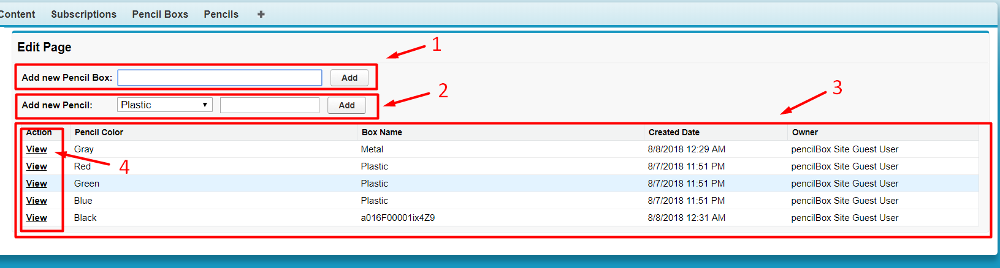 Content Subscriptions Pencil Boxs Pencils +
Edit Page
1
Add new Pencil Box: Add
2
Add new Pencil: Plastic Add
3
Action Pencil Color Box Name Created Date Owner
View Gray Metal 8/8/2018 12:29 AM pencilBox Site Guest User
4
View Red Plastic 8/7/2018 11:51 PM pencilBox Site Guest User
View Green Plastic 8/7/2018 11:51 PM pencilBox Site Guest User
View Blue Plastic 8/7/2018 11:51 PM pencilBox Site Guest User
View Black a016F00001ix4Z9 8/8/2018 12:31 AM pencilBox Site Guest User